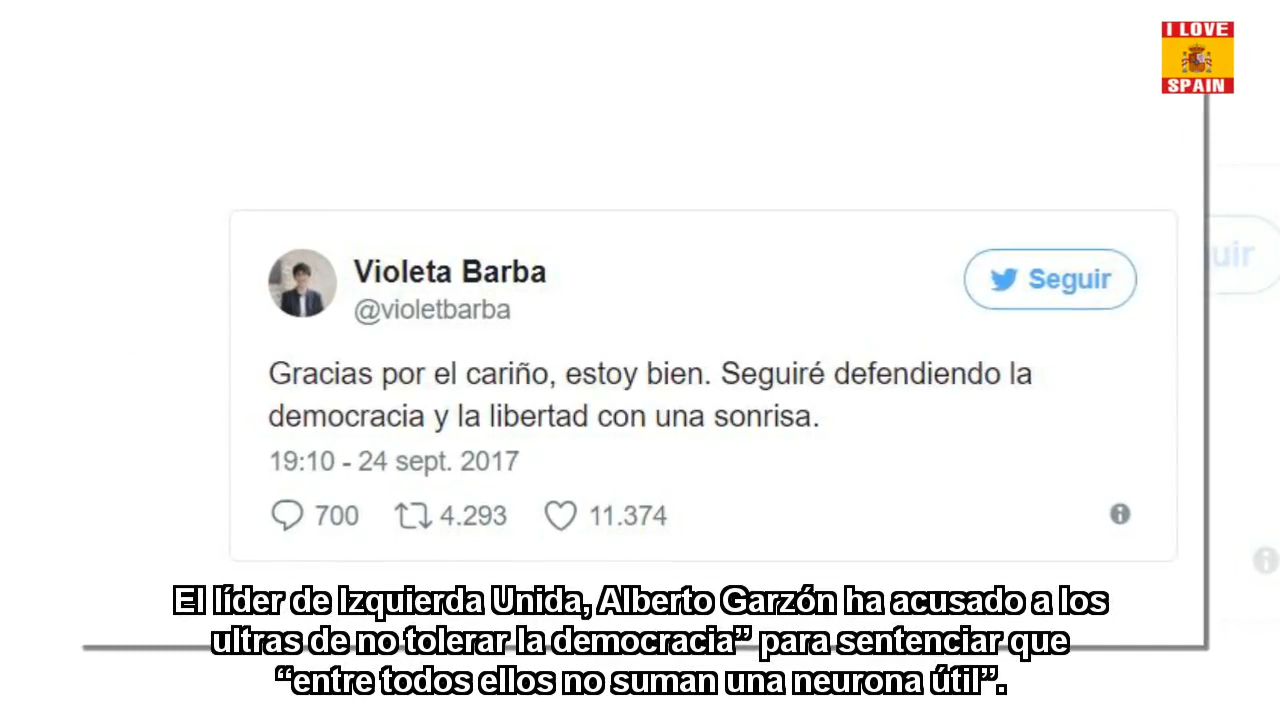 I LOVE
SPAIN
Violeta Barba
@violetbarba
Seguir
uir
Gracias por el cariño, estoy bien. Seguiré defendiendo la
democracia y la libertad con una sonrisa.
19:10 - 24 sept. 2017
700 4.293 11.374
El líder de Izquierda Unida, Alberto Garzón ha acusado a los
ultras de no tolerar la democracia” para sentenciar que
“entre todos ellos no suman una neurona útil”.